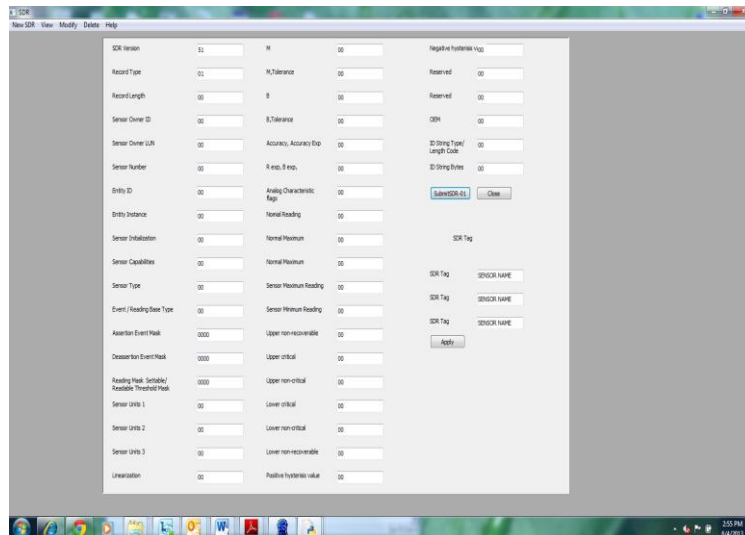 SDR
New SDR View Modify Delete Help
SDR Version 51
Record Type 01
Record Length 00
Sensor Owner ID 00
Sensor Owner LUN 00
Sensor Number 00
Entity ID 00
Entity Instance 00
Sensor Initialization 00
Sensor Capabilities 00
Sensor Type 00
Event / Reading Base Type 00
Assertion Event Mask 0000
Deassertion Event Mask 0000
Reading Mask Settable/
Readable Threshold Mask 0000
Sensor Units 1 00
Sensor Units 2 00
Sensor Units 3 00
Linearization 00
M 00
M,Tolerance 00
B 00
B,Tolerance 00
Accuracy, Accuracy Exp 00
R exp, B exp, 00
Analog Characteristic
flags 00
Nomial Reading 00
Normal Maximum 00
Normal Maximum 00
Sensor Maximum Reading 00
Sensor Minimum Reading 00
Upper non-recoverable 00
Upper critical 00
Upper non-critical 00
Lower critical 00
Lower non-critical 00
Lower non-recoverable 00
Positive hysterisis value 00
Negative hysterisis 00
Reserved 00
Reserved 00
OEM 00
ID String Type/
Length Code 00
ID String Bytes 00
SubmitSDR-01 Close
SDR Tag
SDR Tag SENSOR NAME
SDR Tag SENSOR NAME
SDR Tag SENSOR NAME
Apply
2:55 PM
6/4/2013